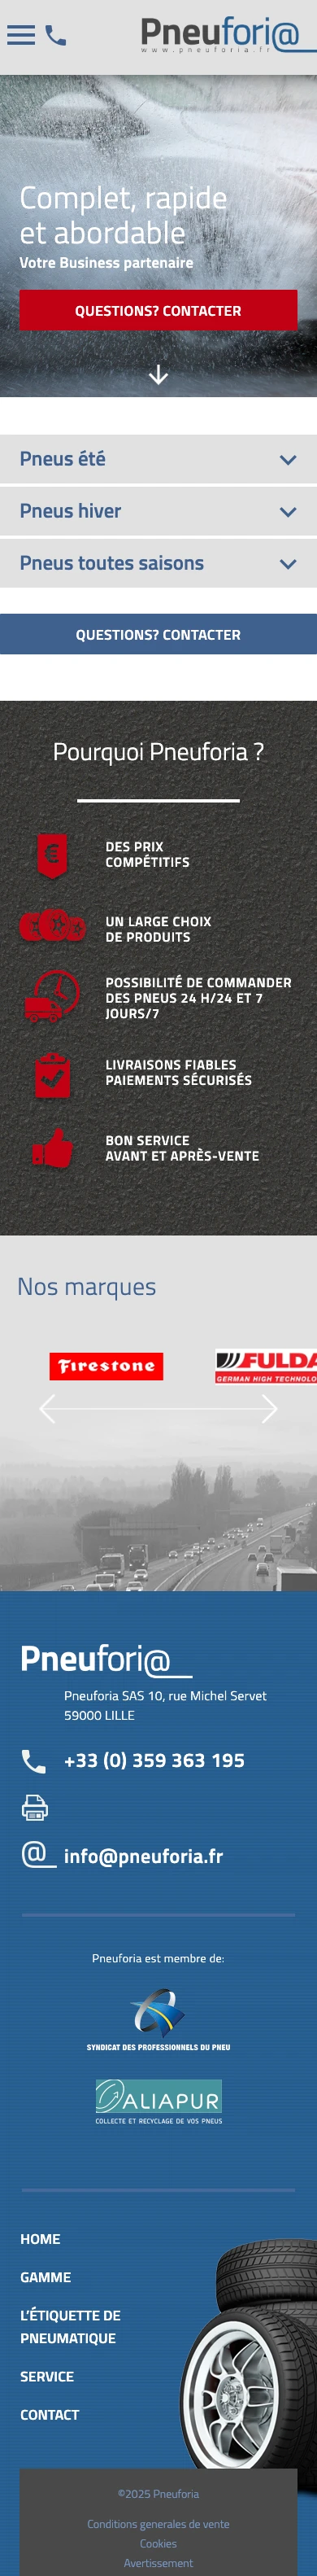 Pneufori@
www.pneuforia.fr
Complet, rapide
et abordable
Votre Business partenaire
QUESTIONS? CONTACTER
Pneus été
Pneus hiver
Pneus toutes saisons
QUESTIONS? CONTACTER
Pourquoi Pneuforia ?
DES PRIX
COMPÉTITIFS
UN LARGE CHOIX
DE PRODUITS
POSSIBILITÉ DE COMMANDER
DES PNEUS 24 H/24 ET 7
JOURS/7
LIVRAISONS FIABLES
PAIEMENTS SÉCURISÉS
BON SERVICE
AVANT ET APRÈS-VENTE
Nos marques
Firestone
FULDA
GERMAN HIGH TECHNOLO
Pneufori@
Pneuforia SAS 10, rue Michel Servet
59000 LILLE
+33 (0) 359 363 195
@ info@pneuforia.fr
Pneuforia est membre de:
SYNDICAT DES PROFESSIONNELS DU PNEU
ALIAPUR
COLLECTE ET RECYCLAGE DE VOS PNEUS
HOME
GAMME
L'ÉTIQUETTE DE
PNEUMATIQUE
SERVICE
CONTACT
©2025 Pneuforia
Conditions generales de vente
Cookies
Avertissement